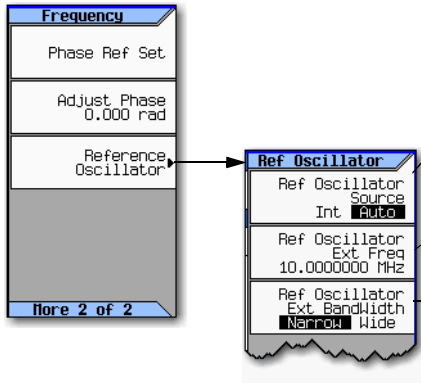 Frequency
Phase Ref Set
Adjust Phase
0.000 rad
Reference
Oscillator
More 2 of 2
Ref Oscillator
Ref Oscillator
Source
Int Auto
Ref Oscillator
Ext Freq
10.0000000 MHz
Ref Oscillator
Ext BandWidth
Narrow Wide